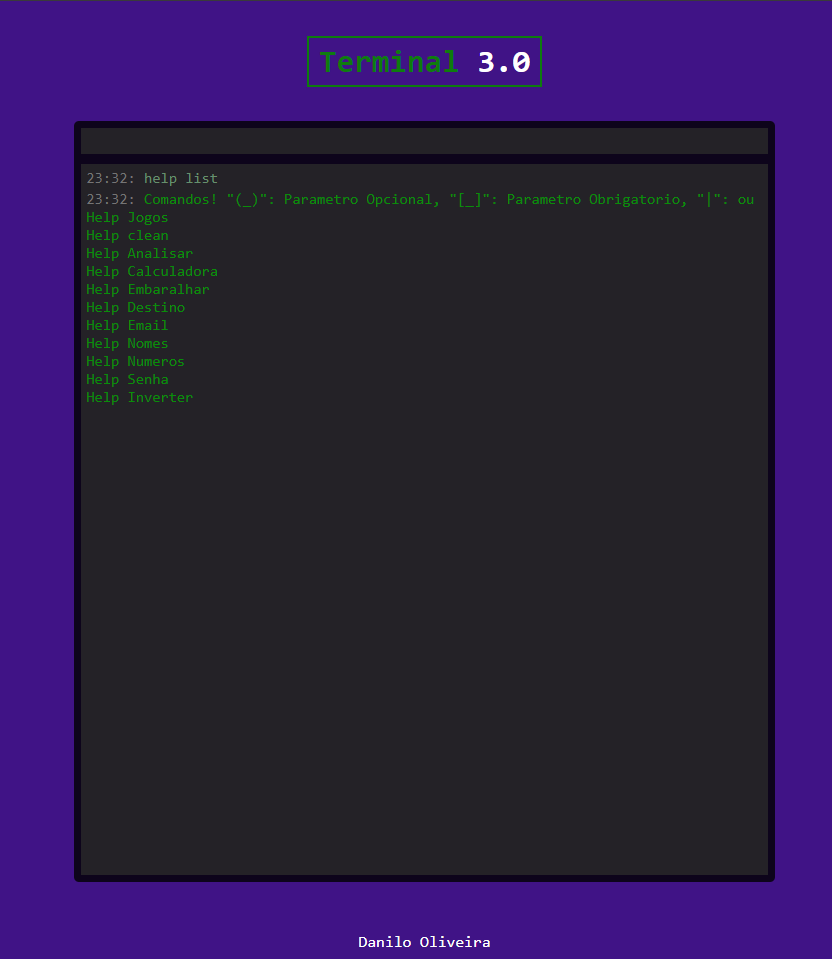 Terminal 3.0
23:32: help list
23:32: Comandos! "(_)": Parametro Opcional, "[_]": Parametro Obrigatorio, "|": ou
Help Jogos
Help clean
Help Analisar
Help Calculadora
Help Embaralhar
Help Destino
Help Email
Help Nomes
Help Numeros
Help Senha
Help Inverter
Danilo Oliveira